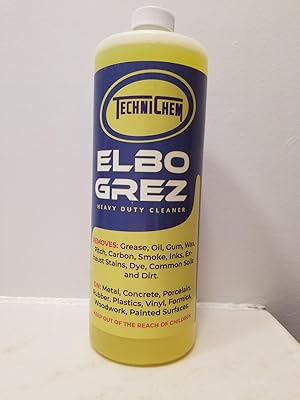 TECHNICHEM
ELBO
GREZ
HEAVY DUTY CLEANER
REMOVES: Grease, Oil, Gum, Wax,
Pitch, Carbon, Smoke, Inks, Ex-
haust Stains, Dye, Common Soils
and Dirt.
ON: Metal, Concrete, Porcelain,
Rubber, Plastics, Vinyl, Formica,
Woodwork, Painted Surfaces
KEEP OUT OF THE REACH OF CHILDREN